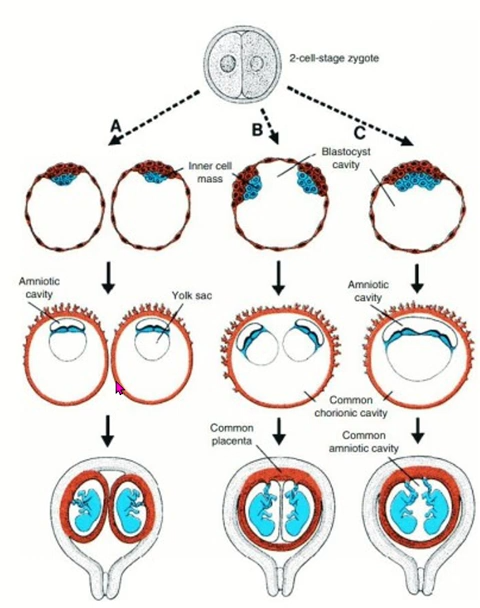 2-cell-stage zygote
A
B
C
Inner cell
mass
Blastocyst
cavity
Amniotic
cavity
Yolk sac
Amniotic
cavity
Common
chorionic cavity
Common
placenta
Common
amniotic cavity